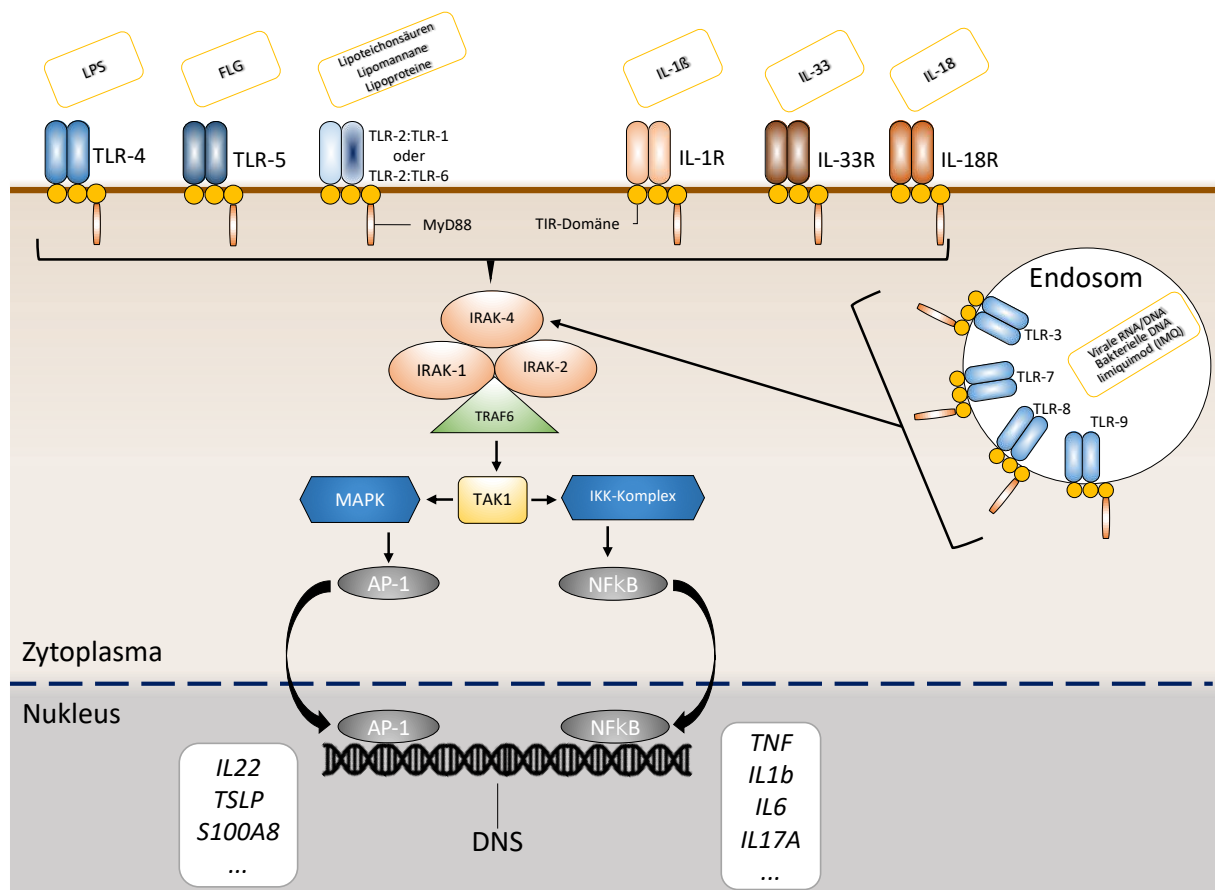 LPS
FLG
Lipoteichonsäuren
Lipomannane
Lipoproteine
IL-1ß
IL-33
IL-18
TLR-4
TLR-5
TLR-2:TLR-1
oder
TLR-2:TLR-6
IL-1R
IL-33R
IL-18R
MyD88
TIR-Domäne
Endosom
Virale RNA/DNA
Bakterielle DNA
Iimiquimod (IMQ)
TLR-3
TLR-7
TLR-8
TLR-9
IRAK-4
IRAK-1
IRAK-2
TRAF6
MAPK
TAK1
IKK-Komplex
AP-1
NFkB
Zytoplasma
Nukleus
AP-1
NFkB
IL22
TSLP
S100A8
...
TNF
IL1b
IL6
IL17A
...
DNS